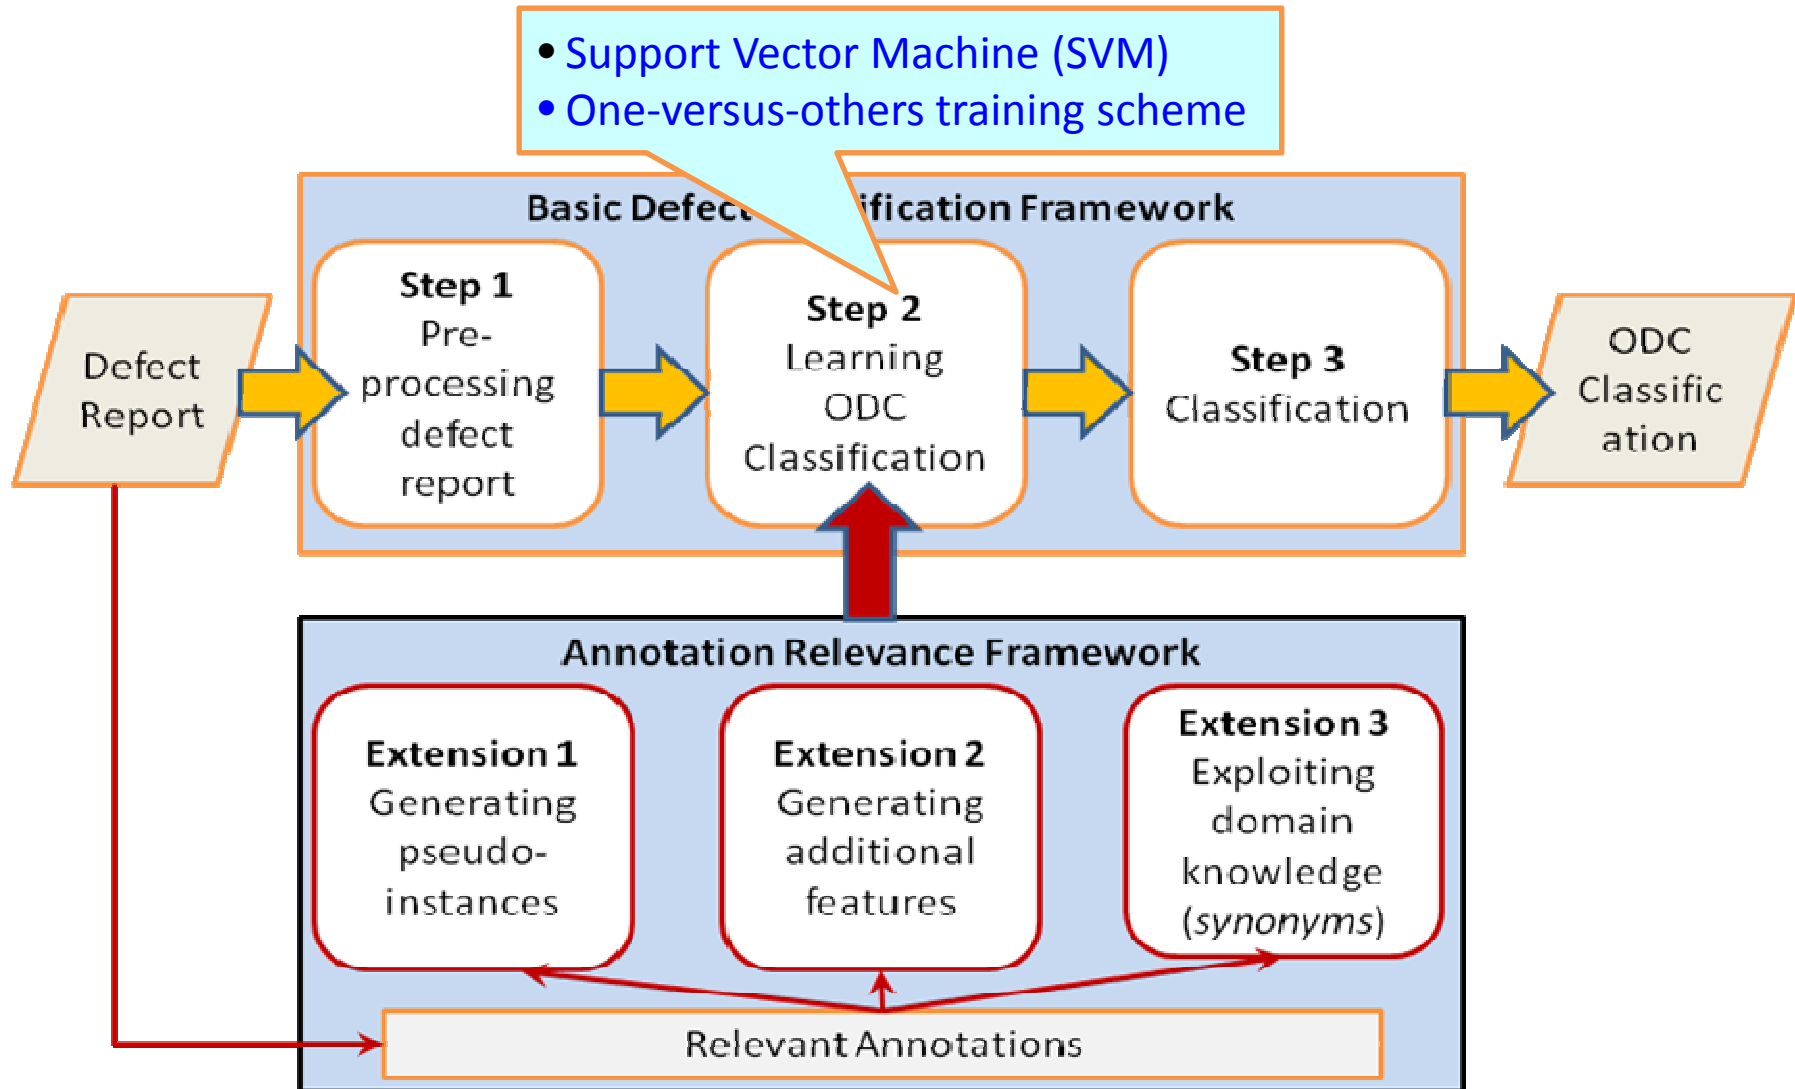 • Support Vector Machine (SVM)
• One-versus-others training scheme
Basic Defect ification Framework
Defect
Report
Step 1
Pre-
processing
defect
report
Step 2
Learning
ODC
Classification
Step 3
Classification
ODC
Classific
ation
Annotation Relevance Framework
Extension 1
Generating
pseudo-
instances
Extension 2
Generating
additional
features
Extension 3
Exploiting
domain
knowledge
(synonyms)
Relevant Annotations